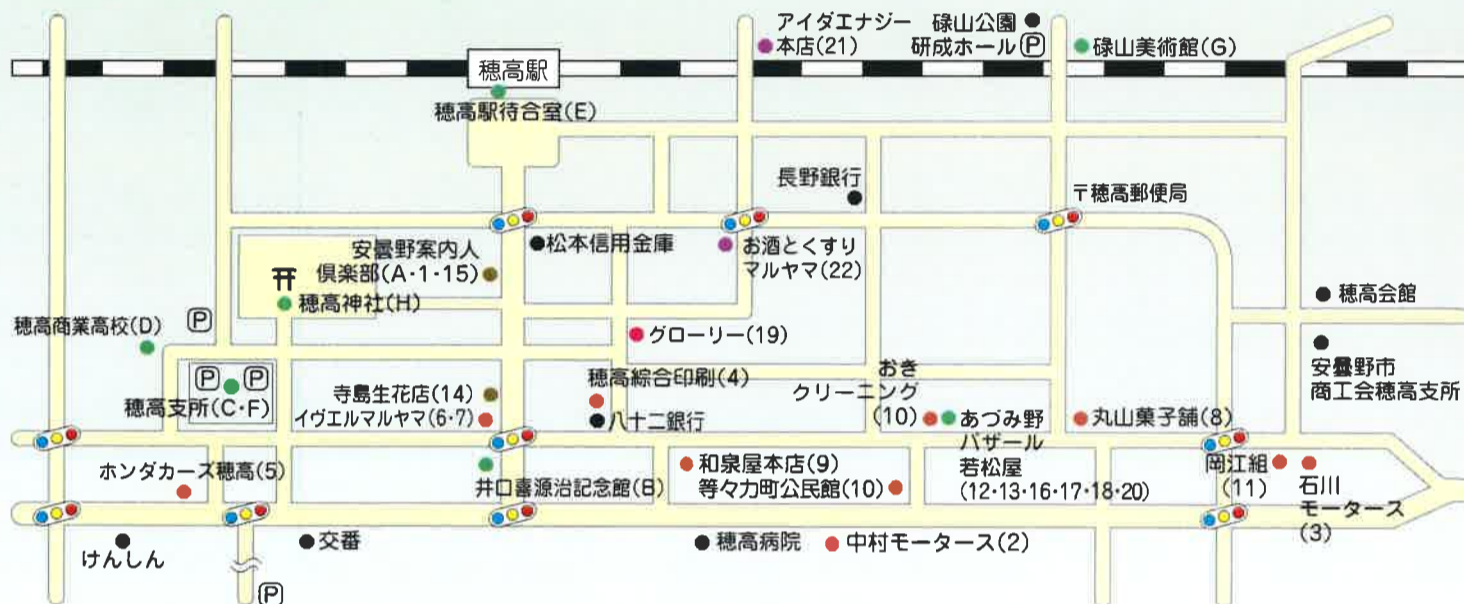 アイダエナジー
本店(21)
碌山公園
研成ホール Ⓟ
碌山美術館(G)
穂高駅
穂高駅待合室(E)
長野銀行
〒穂高郵便局
安曇野案内人
倶楽部(A・1・15)
松本信用金庫
お酒とくすり
マルヤマ(22)
穂高神社(H)
穂高会館
穂高商業高校(D)
P
グローリー(19)
安曇野市
商工会穂高支所
P P
穂高支所(C・F)
寺島生花店(14)
イヴエルマルヤマ(6・7)
穂高綜合印刷(4)
八十二銀行
おき
クリーニング
(10)
あづみ野
バザール
若松屋
(12・13・16・17・18・20)
丸山菓子舗(8)
ホンダカーズ穂高(5)
井口喜源治記念館(B)
和泉屋本店(9)
等々力町公民館(10)
岡江組
(11)
石川
モータース
(3)
けんしん
交番
穂高病院
中村モータース(2)
P